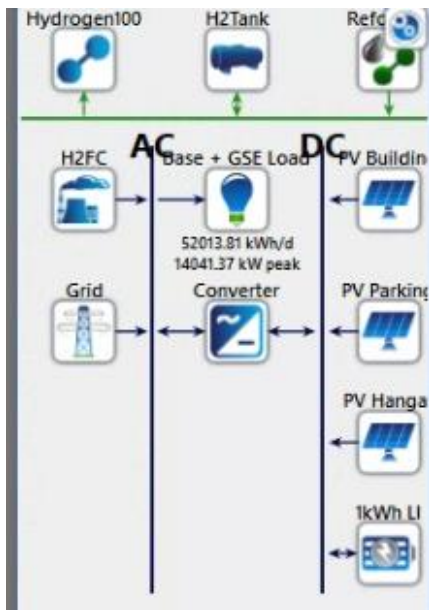 Hydrogen100 H2Tank Refo
AC DC
H2FC Base + GSE Load PV Buildin
52013.81 kWh/d
14041.37 kW peak
Grid Converter PV Parking
PV Hanga
1kWh LI